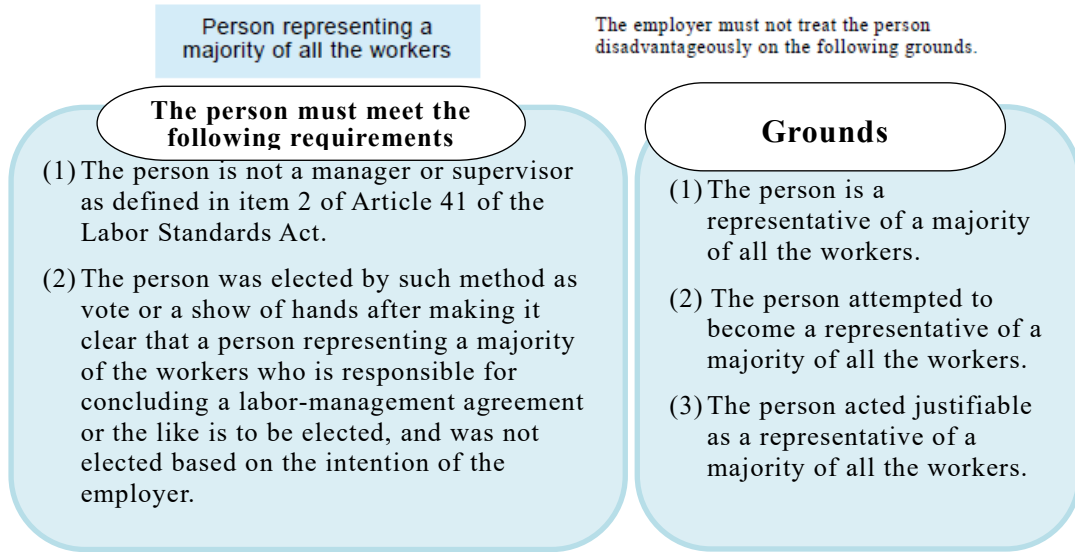 Person representing a
majority of all the workers
The employer must not treat the person
disadvantageously on the following grounds.
The person must meet the
following requirements
(1) The person is not a manager or supervisor
as defined in item 2 of Article 41 of the
Labor Standards Act.
(2) The person was elected by such method as
vote or a show of hands after making it
clear that a person representing a majority
of the workers who is responsible for
concluding a labor-management agreement
or the like is to be elected, and was not
elected based on the intention of the
employer.
Grounds
(1) The person is a
representative of a majority
of all the workers.
(2) The person attempted to
become a representative of a
majority of all the workers.
(3) The person acted justifiable
as a representative of a
majority of all the workers.